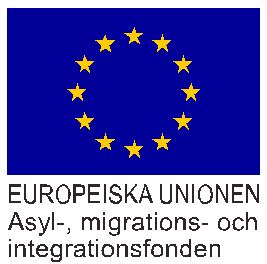 EUROPEISKA UNIONEN
Asyl-, migrations- och
integrationsfonden